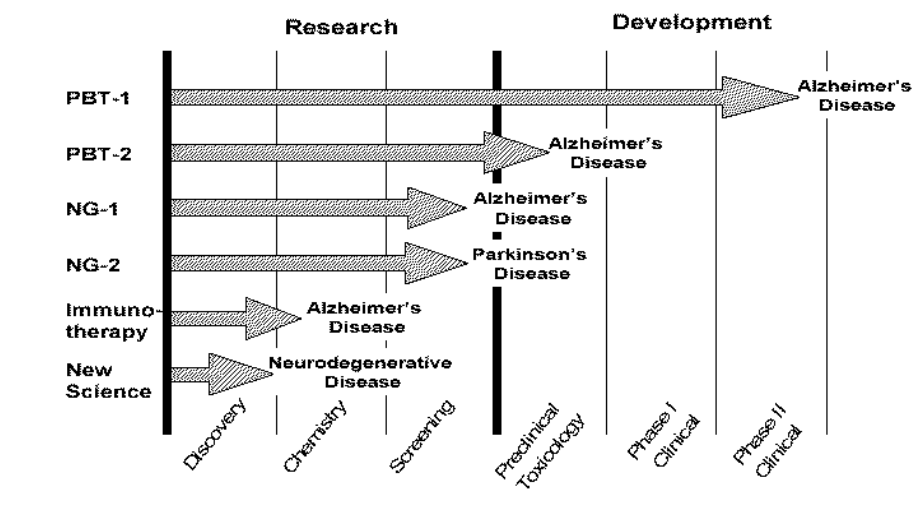 Research
Development
PBT-1
Alzheimer's
Disease
PBT-2
Alzheimer's
Disease
NG-1
Alzheimer's
Disease
NG-2
Parkinson's
Disease
Immuno-
therapy
Alzheimer's
Disease
New
Science
Neurodegenerative
Disease
Discovery
Chemistry
Screening
Preclinical
Toxicology
Phase I
Clinical
Phase II
Clinical